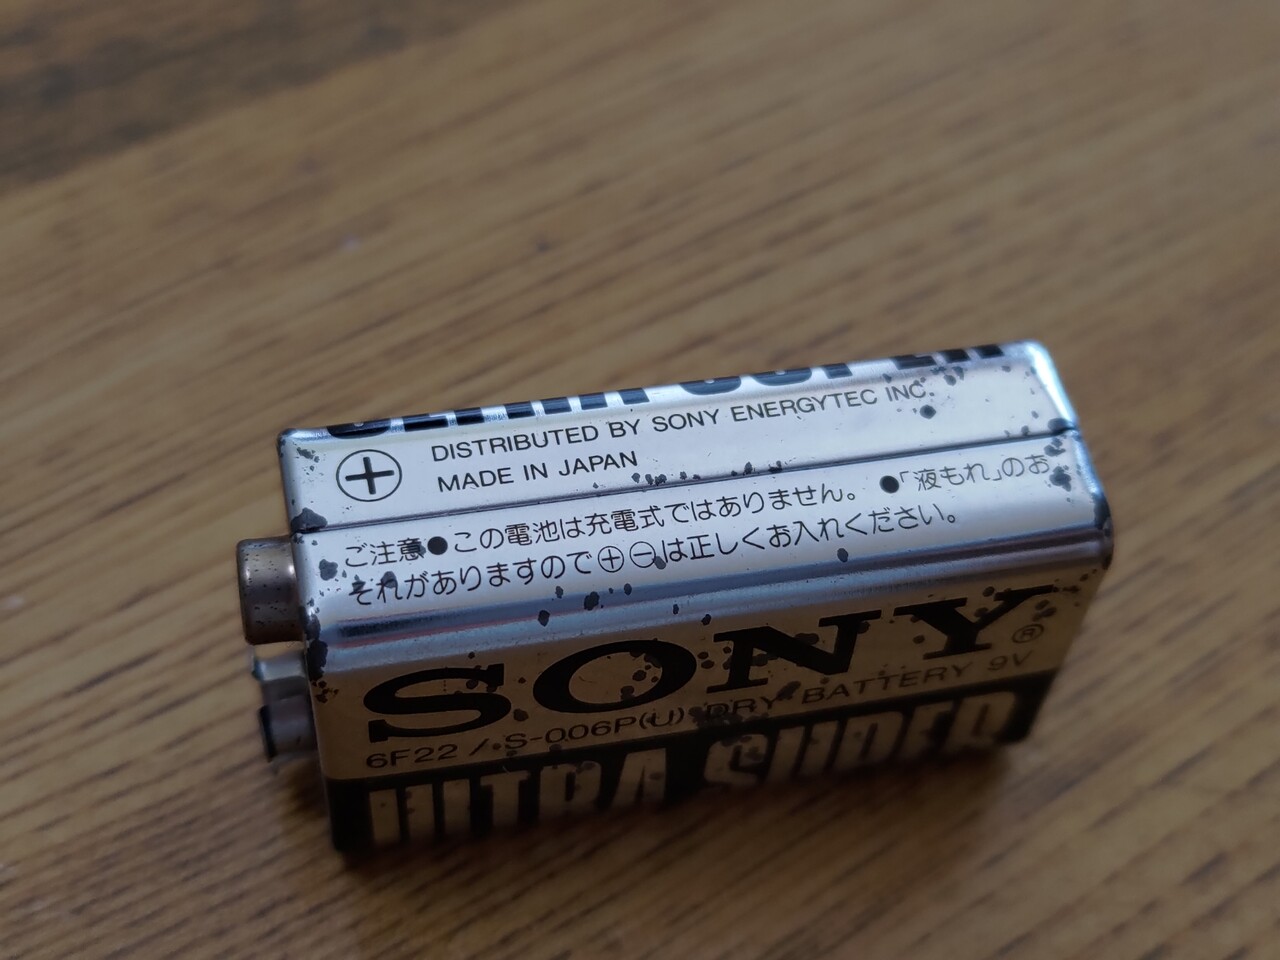 ULTRA SUPER
⊕ DISTRIBUTED BY SONY ENERGYTEC INC.
MADE IN JAPAN
ご注意●この電池は充電式ではありません。 ●「液もれ」のお
それがありますので⊕⊖は正しくお入れください。
SONY®
6F22 / S-006P(U) DRY BATTERY 9V
ULTRA SUPER